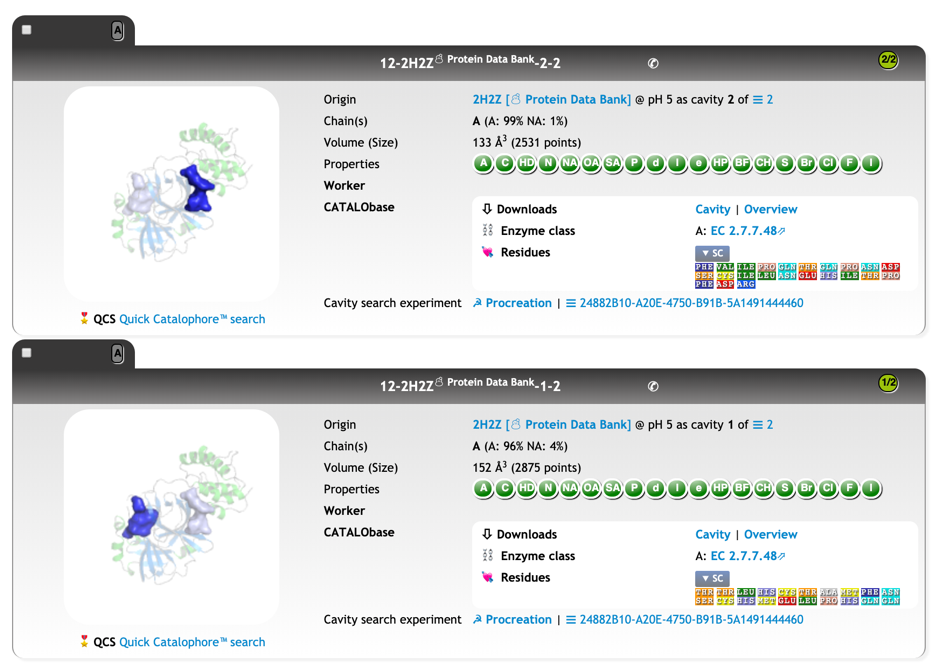 A
12-2H2Z Protein Data Bank-2-2
2/2
Origin 2H2Z [ Protein Data Bank] @ pH 5 as cavity 2 of ≡ 2
Chain(s) A (A: 99% NA: 1%)
Volume (Size) 133 Å³ (2531 points)
Properties A C HD N NA OA SA P d I e HP BF CH S Br Cl F I
Worker
CATALObase
Downloads Cavity | Overview
Enzyme class A: EC 2.7.7.48
Residues ▼ SC
PHE VAL ILE PRO GLN THR GLN PRO ASN ASP
SER CYS ILE LEU ASN GLU HIS ILE THR PRO
PHE ASP ARG
Cavity search experiment Procreation | ≡ 24882B10-A20E-4750-B91B-5A1491444460
QCS Quick Catalophore™ search
A
12-2H2Z Protein Data Bank-1-2
1/2
Origin 2H2Z [ Protein Data Bank] @ pH 5 as cavity 1 of ≡ 2
Chain(s) A (A: 96% NA: 4%)
Volume (Size) 152 Å³ (2875 points)
Properties A C HD N NA OA SA P d I e HP BF CH S Br Cl F I
Worker
CATALObase
Downloads Cavity | Overview
Enzyme class A: EC 2.7.7.48
Residues ▼ SC
THR THR LEU HIS CYS THR ALA MET PHE ASN
SER CYS HIS MET GLU LEU PRO HIS GLN GLN
Cavity search experiment Procreation | ≡ 24882B10-A20E-4750-B91B-5A1491444460
QCS Quick Catalophore™ search